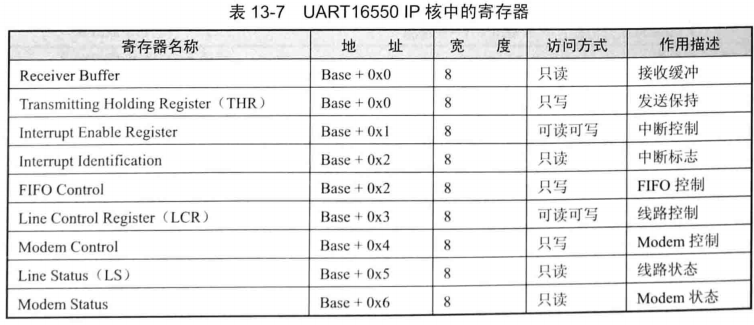 表 13-7 UART16550 IP 核中的寄存器
寄存器名称 地 址 宽 度 访问方式 作用描述
Receiver Buffer Base + 0x0 8 只读 接收缓冲
Transmitting Holding Register（THR） Base + 0x0 8 只写 发送保持
Interrupt Enable Register Base + 0x1 8 可读可写 中断控制
Interrupt Identification Base + 0x2 8 只读 中断标志
FIFO Control Base + 0x2 8 只写 FIFO 控制
Line Control Register（LCR） Base + 0x3 8 可读可写 线路控制
Modem Control Base + 0x4 8 只写 Modem 控制
Line Status（LS） Base + 0x5 8 只读 线路状态
Modem Status Base + 0x6 8 只读 Modem 状态